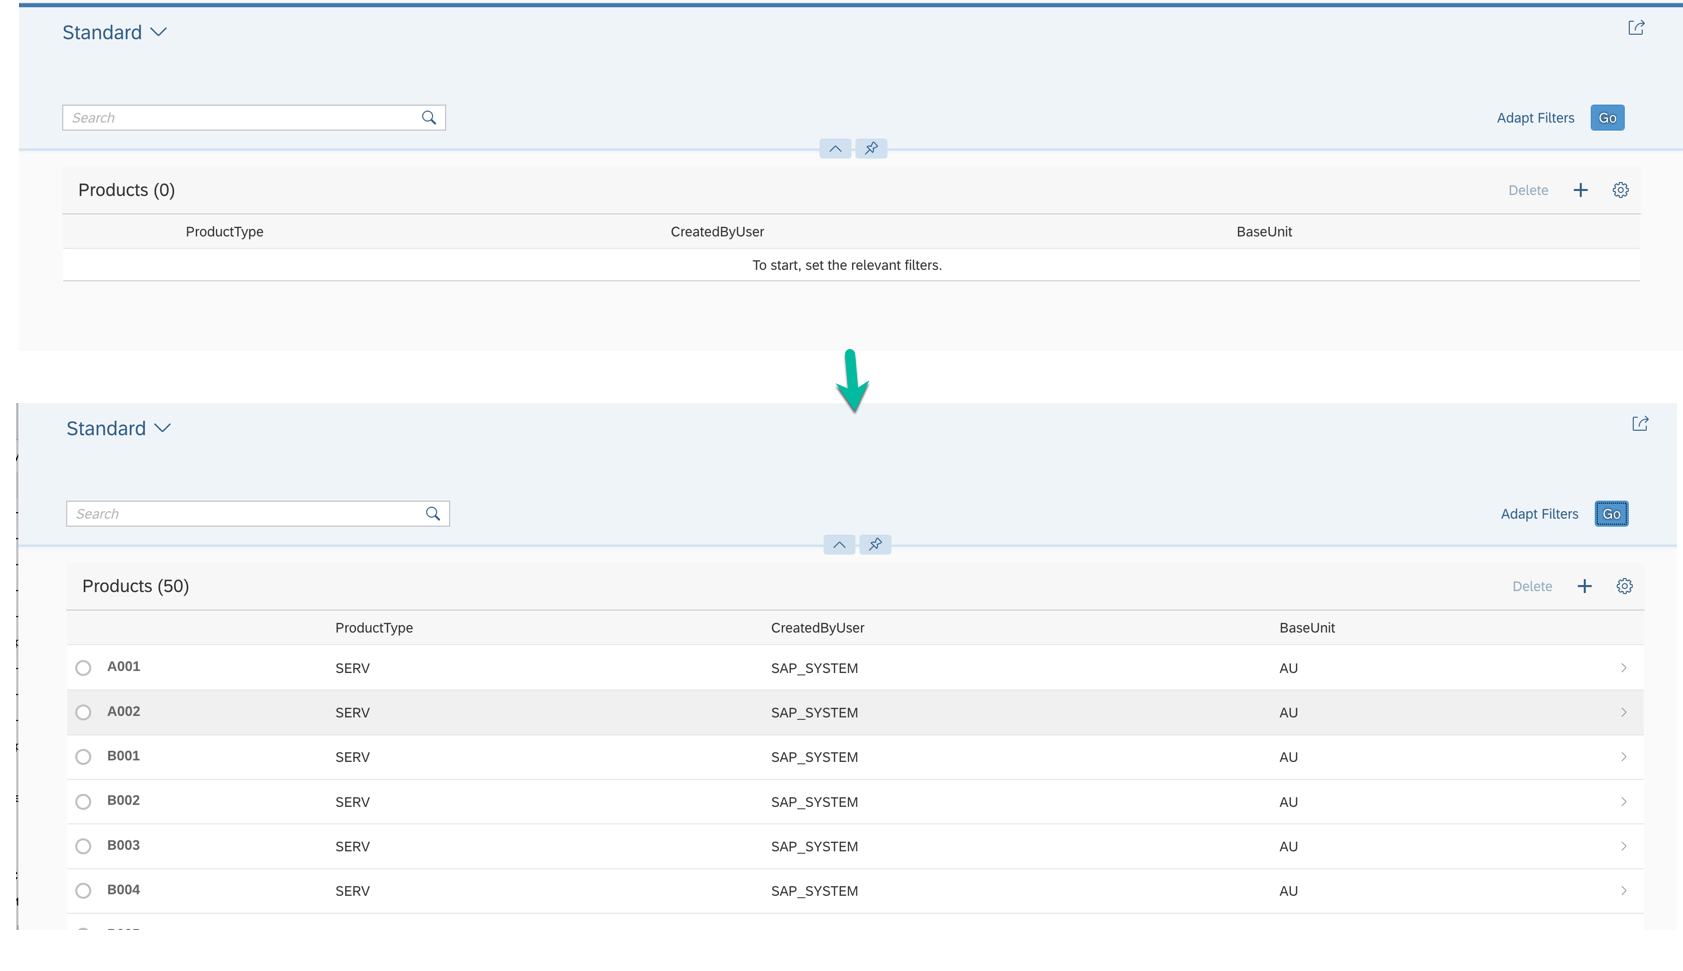 Standard
Search
Adapt Filters Go
Products (0) Delete
ProductType CreatedByUser BaseUnit
To start, set the relevant filters.
Standard
Search
Adapt Filters Go
Products (50) Delete
ProductType CreatedByUser BaseUnit
A001 SERV SAP_SYSTEM AU
A002 SERV SAP_SYSTEM AU
B001 SERV SAP_SYSTEM AU
B002 SERV SAP_SYSTEM AU
B003 SERV SAP_SYSTEM AU
B004 SERV SAP_SYSTEM AU